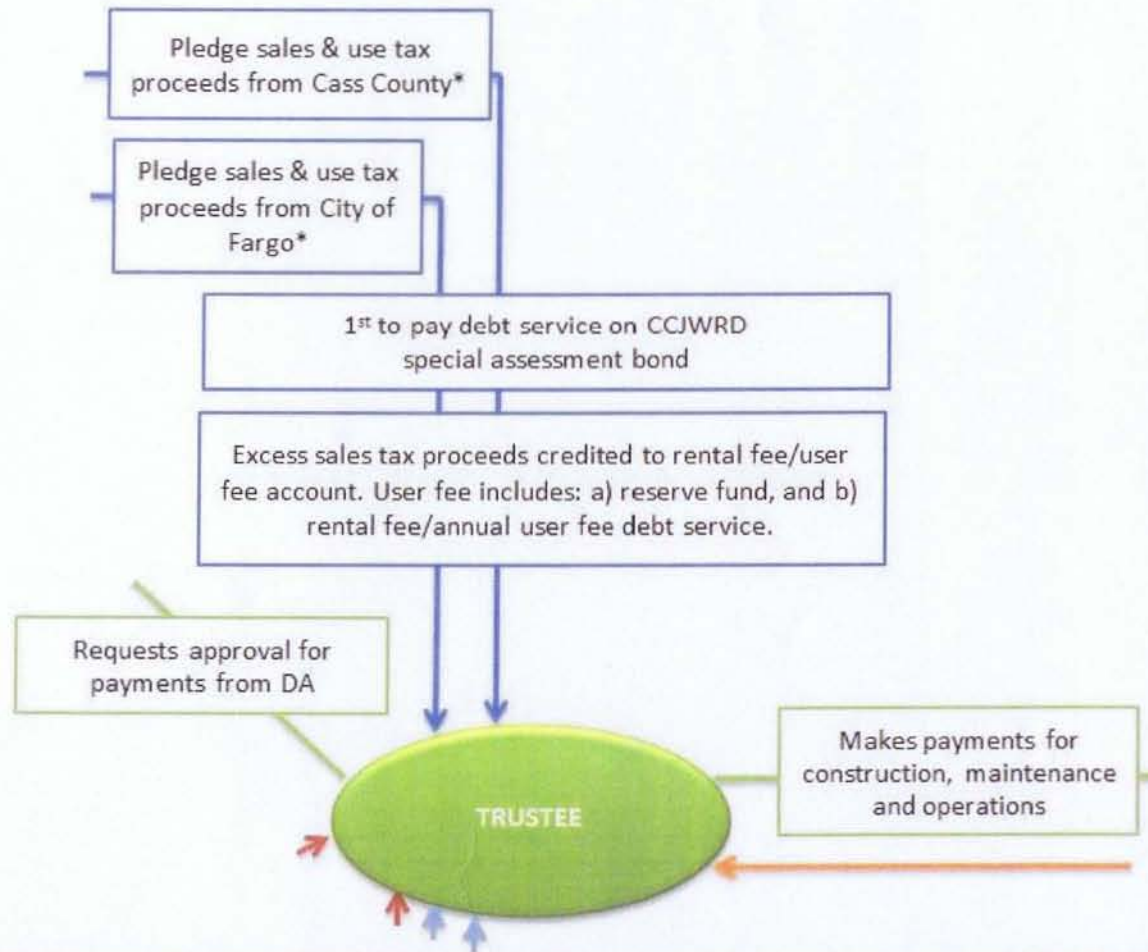 Pledge sales & use tax
proceeds from Cass County*
Pledge sales & use tax
proceeds from City of
Fargo*
1st to pay debt service on CCJWRD
special assessment bond
Excess sales tax proceeds credited to rental fee/user
fee account. User fee includes: a) reserve fund, and b)
rental fee/annual user fee debt service.
Requests approval for
payments from DA
Makes payments for
construction, maintenance
and operations
TRUSTEE